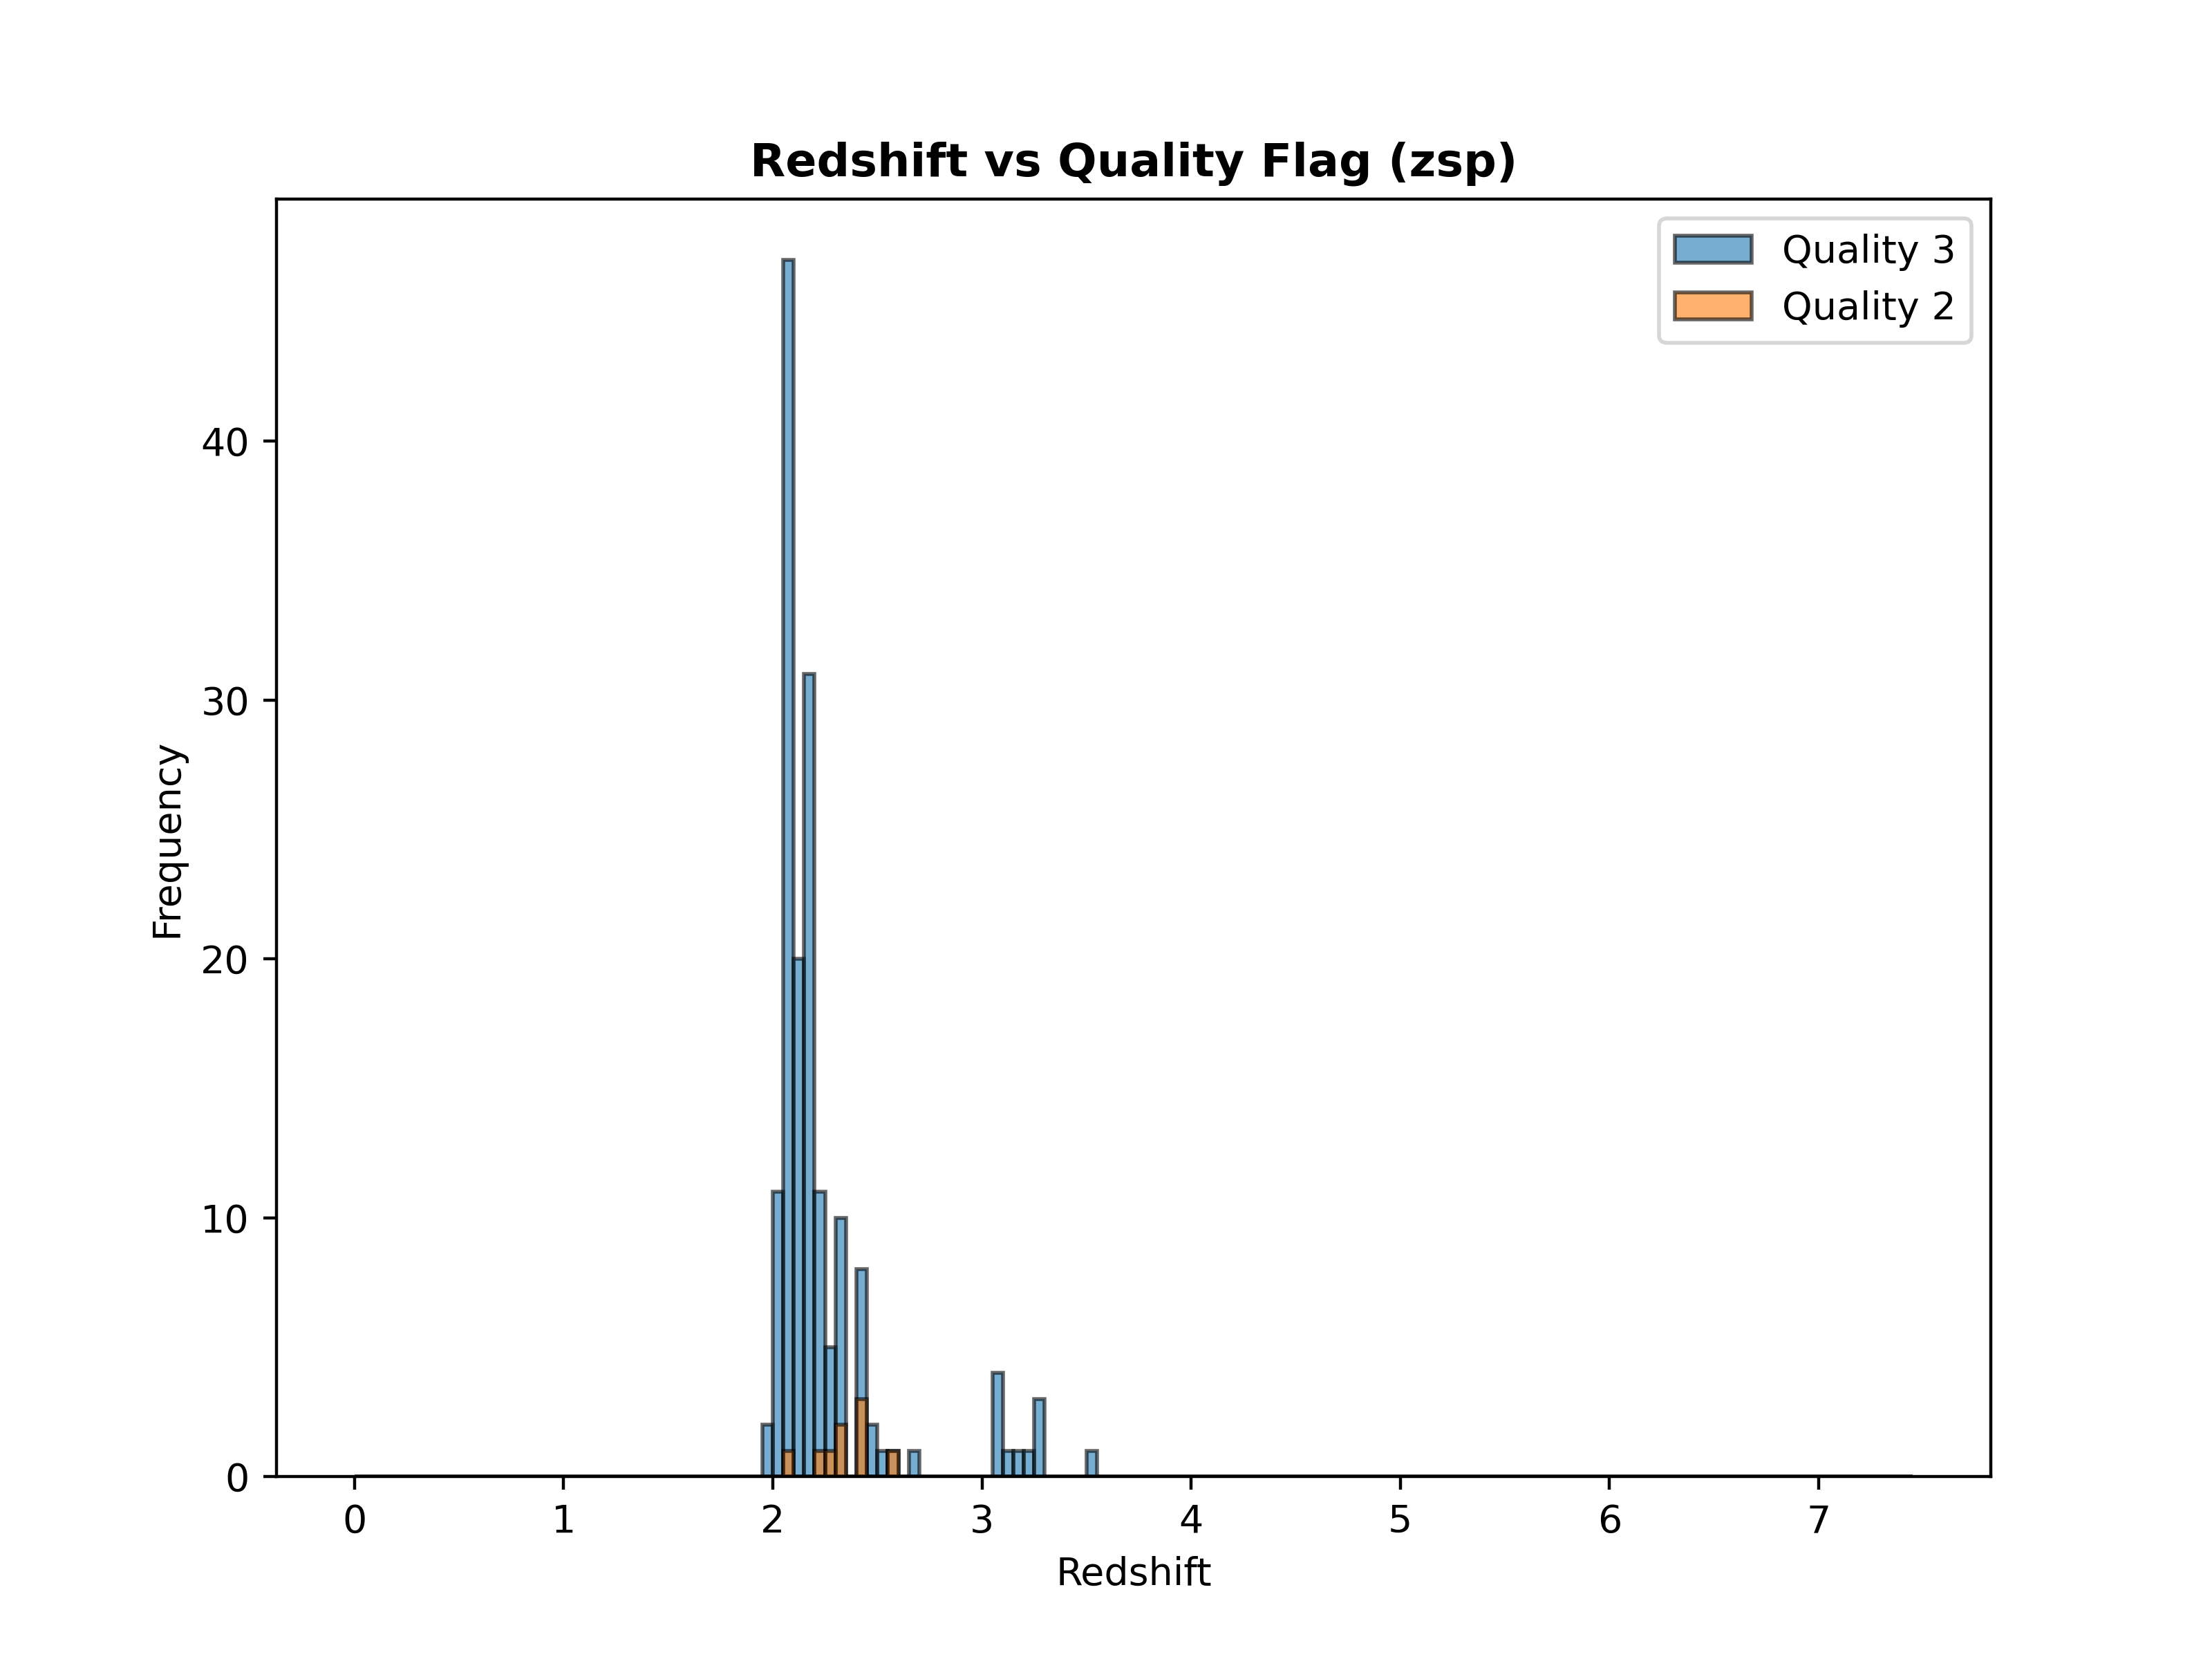 Redshift vs Quality Flag (zsp)
Quality 3
Quality 2
Frequency
40
30
20
10
0
0 1 2 3 4 5 6 7
Redshift